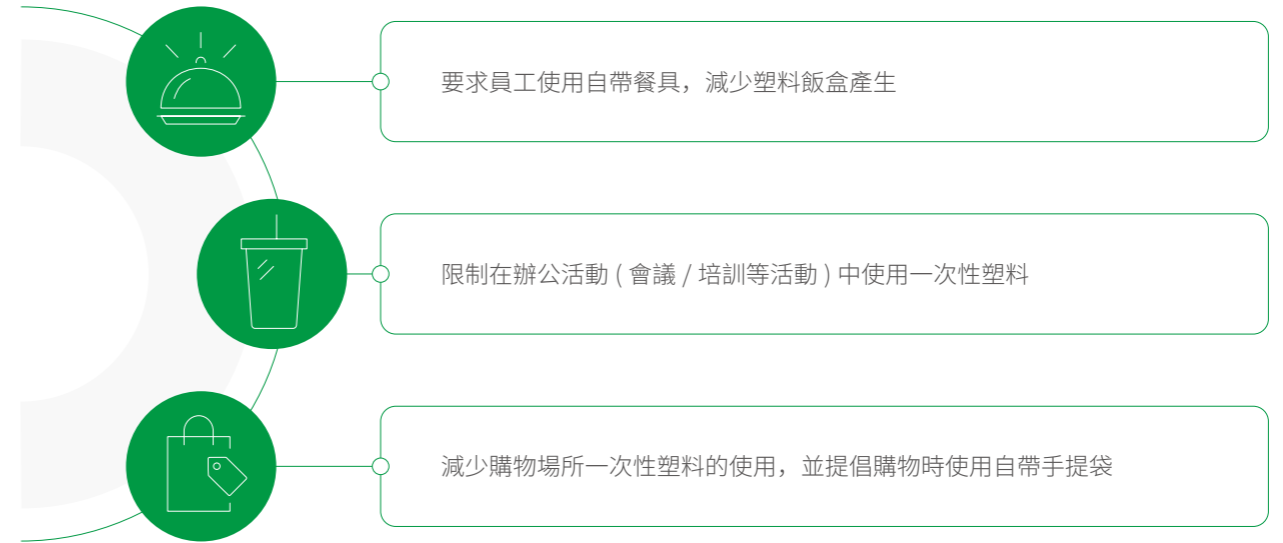 要求員工使用自帶餐具，減少塑料飯盒產生
限制在辦公活動 ( 會議 / 培訓等活動 ) 中使用一次性塑料
減少購物場所一次性塑料的使用，並提倡購物時使用自帶手提袋